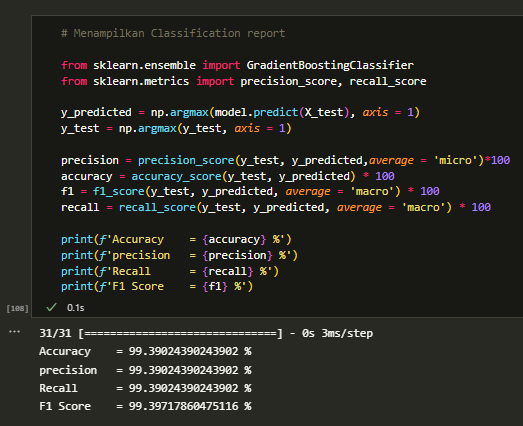 # Menampilkan Classification report
from sklearn.ensemble import GradientBoostingClassifier
from sklearn.metrics import precision_score, recall_score
y_predicted = np.argmax(model.predict(X_test), axis = 1)
y_test = np.argmax(y_test, axis = 1)
precision = precision_score(y_test, y_predicted,average = 'micro')*100
accuracy = accuracy_score(y_test, y_predicted) * 100
f1 = f1_score(y_test, y_predicted, average = 'macro') * 100
recall = recall_score(y_test, y_predicted, average = 'macro') * 100
print(f'Accuracy    = {accuracy} %')
print(f'precision   = {precision} %')
print(f'Recall      = {recall} %')
print(f'F1 Score    = {f1} %')
[108] ✓ 0.1s
... 31/31 [==============================] - 0s 3ms/step
Accuracy    = 99.39024390243902 %
precision   = 99.39024390243902 %
Recall      = 99.39024390243902 %
F1 Score    = 99.39717860475116 %